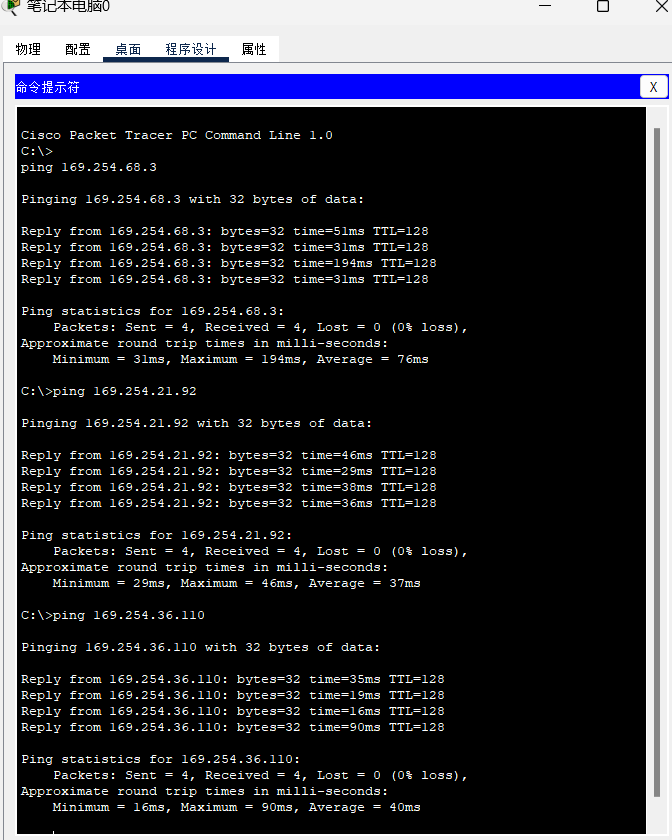 笔记本电脑0
物理 配置 桌面 程序设计 属性
命令提示符 X
Cisco Packet Tracer PC Command Line 1.0
C:\>
ping 169.254.68.3
Pinging 169.254.68.3 with 32 bytes of data:
Reply from 169.254.68.3: bytes=32 time=51ms TTL=128
Reply from 169.254.68.3: bytes=32 time=31ms TTL=128
Reply from 169.254.68.3: bytes=32 time=194ms TTL=128
Reply from 169.254.68.3: bytes=32 time=31ms TTL=128
Ping statistics for 169.254.68.3:
Packets: Sent = 4, Received = 4, Lost = 0 (0% loss),
Approximate round trip times in milli-seconds:
Minimum = 31ms, Maximum = 194ms, Average = 76ms
C:\>ping 169.254.21.92
Pinging 169.254.21.92 with 32 bytes of data:
Reply from 169.254.21.92: bytes=32 time=46ms TTL=128
Reply from 169.254.21.92: bytes=32 time=29ms TTL=128
Reply from 169.254.21.92: bytes=32 time=38ms TTL=128
Reply from 169.254.21.92: bytes=32 time=36ms TTL=128
Ping statistics for 169.254.21.92:
Packets: Sent = 4, Received = 4, Lost = 0 (0% loss),
Approximate round trip times in milli-seconds:
Minimum = 29ms, Maximum = 46ms, Average = 37ms
C:\>ping 169.254.36.110
Pinging 169.254.36.110 with 32 bytes of data:
Reply from 169.254.36.110: bytes=32 time=35ms TTL=128
Reply from 169.254.36.110: bytes=32 time=19ms TTL=128
Reply from 169.254.36.110: bytes=32 time=16ms TTL=128
Reply from 169.254.36.110: bytes=32 time=90ms TTL=128
Ping statistics for 169.254.36.110:
Packets: Sent = 4, Received = 4, Lost = 0 (0% loss),
Approximate round trip times in milli-seconds:
Minimum = 16ms, Maximum = 90ms, Average = 40ms